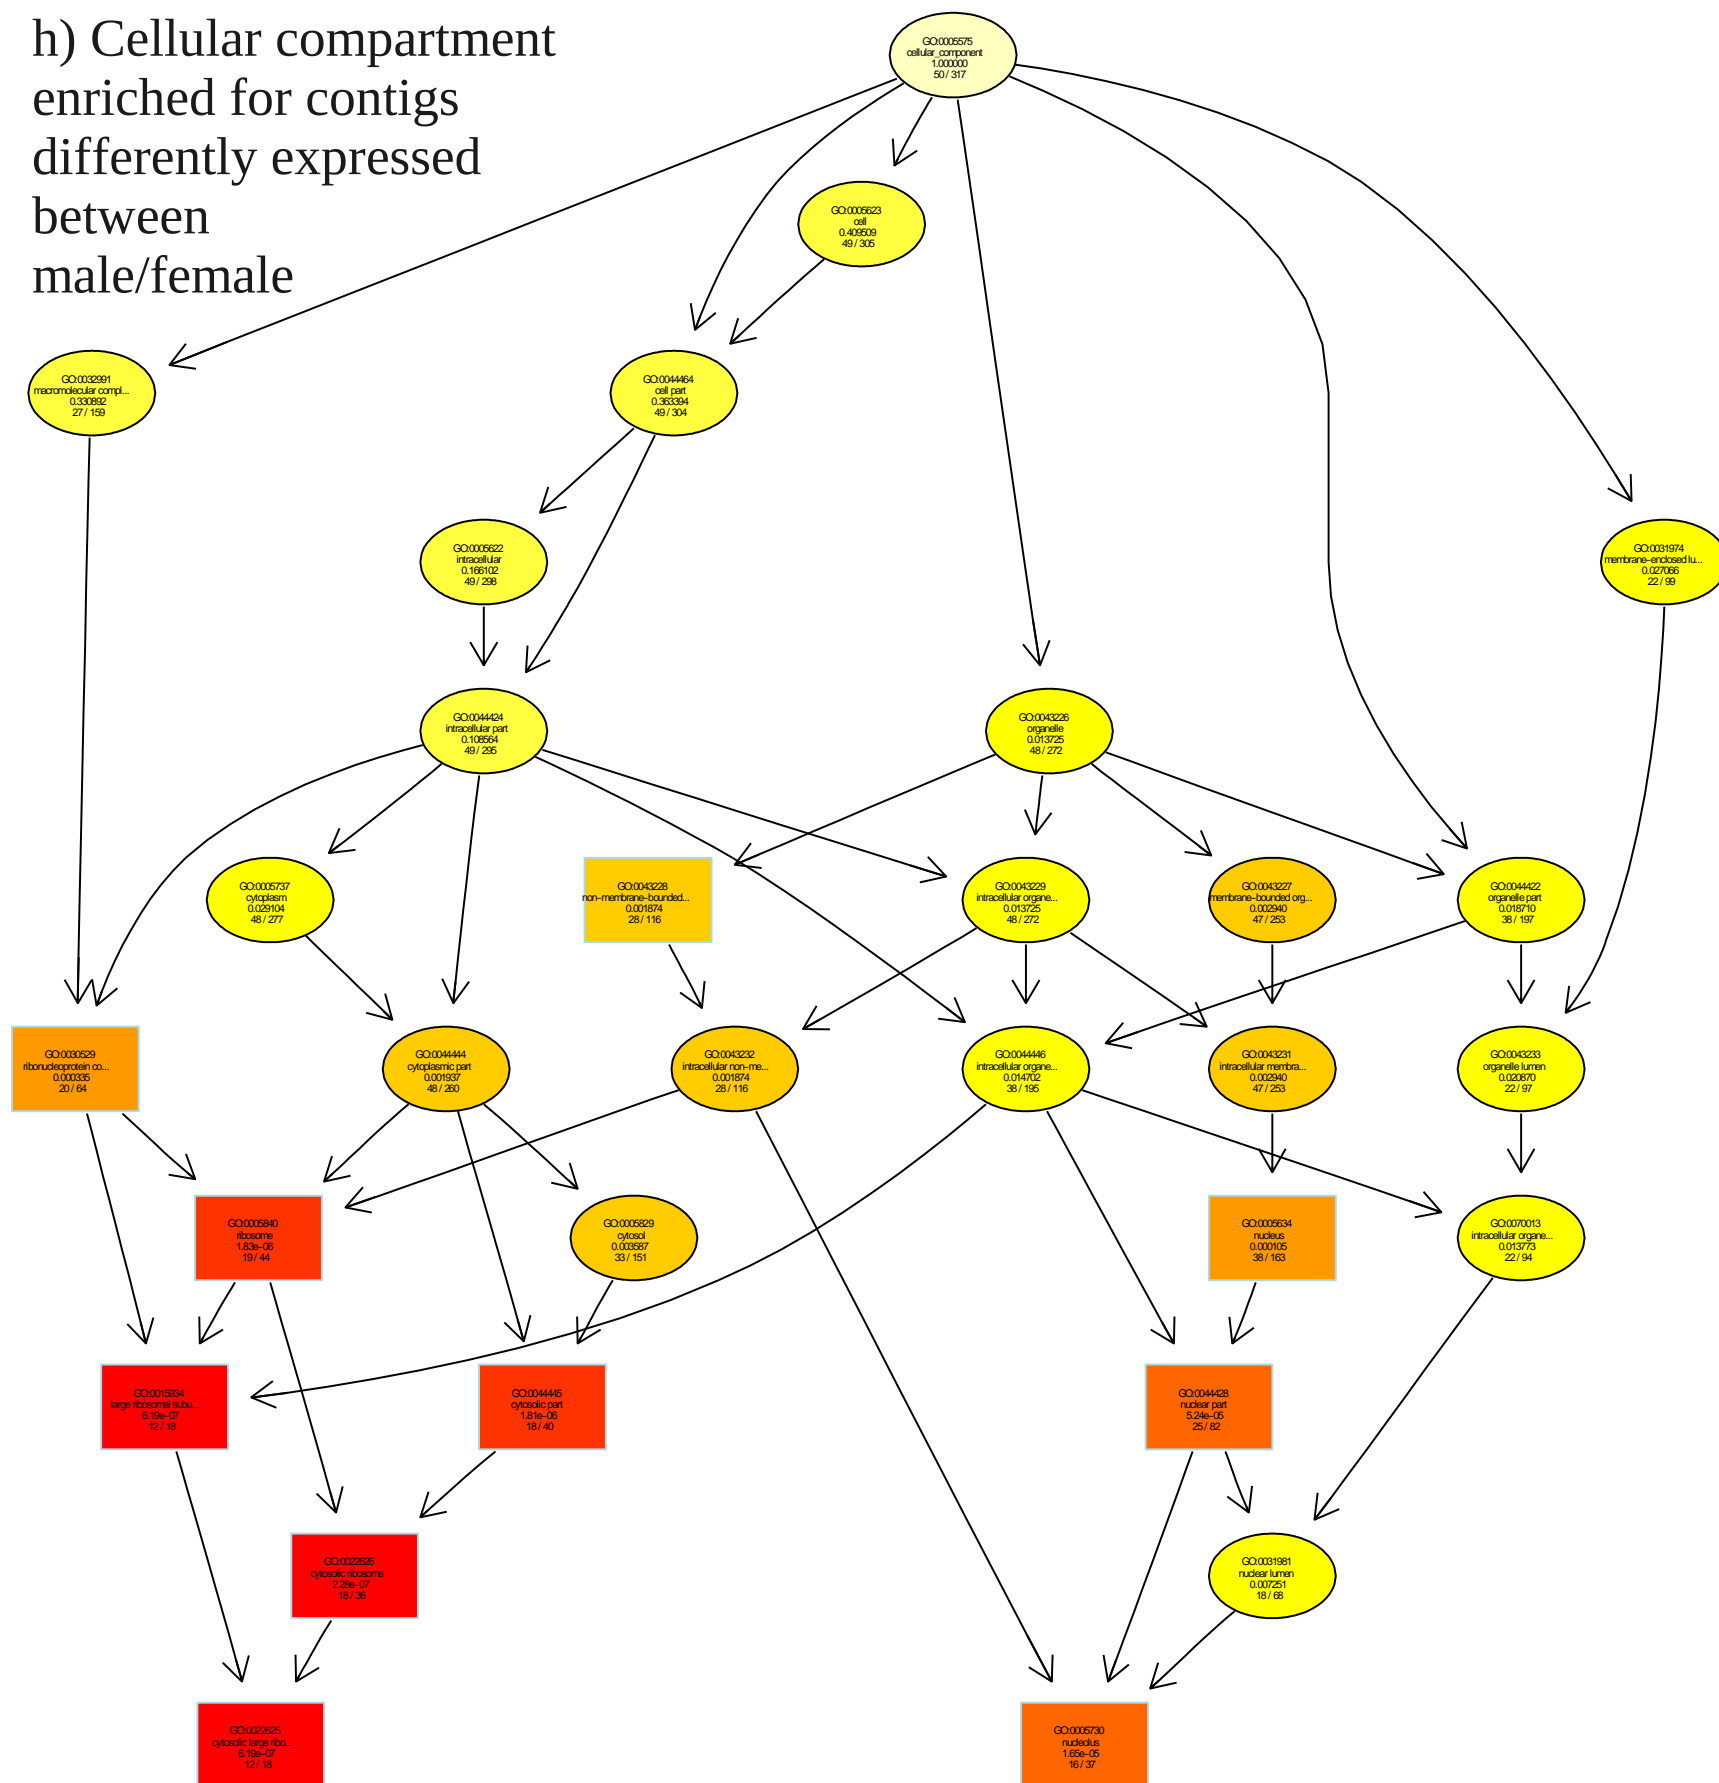 h) Cellular compartment
enriched for contigs
differently expressed
between
male/female
GO:0005575
cellular_component
1.000000
50 / 317
GO:0005623
cell
0.409509
49 / 305
GO:0032991
macromolecular compl...
0.330892
27 / 159
GO:0044464
cell part
0.363394
49 / 304
GO:0005622
intracellular
0.166102
49 / 298
GO:0031974
membrane-enclosed lu...
0.027066
22 / 99
GO:0044424
intracellular part
0.108564
49 / 295
GO:0043226
organelle
0.013725
48 / 272
GO:0005737
cytoplasm
0.029104
48 / 277
GO:0043228
non-membrane-bounded...
0.001874
28 / 116
GO:0043229
intracellular organe...
0.013725
48 / 272
GO:0043227
membrane-bounded org...
0.002940
47 / 253
GO:0044422
organelle part
0.018710
38 / 197
GO:0030529
ribonucleoprotein co...
0.000335
20 / 64
GO:0044444
cytoplasmic part
0.001937
48 / 260
GO:0043232
intracellular non-me...
0.001874
28 / 116
GO:0044446
intracellular organe...
0.014702
38 / 195
GO:0043231
intracellular membra...
0.002940
47 / 253
GO:0043233
organelle lumen
0.020870
22 / 97
GO:0005840
ribosome
1.83e-06
19 / 44
GO:0005829
cytosol
0.003587
33 / 151
GO:0005634
nucleus
0.000105
38 / 163
GO:0070013
intracellular organe...
0.013773
22 / 94
GO:0015934
large ribosomal subu...
6.19e-07
12 / 18
GO:0044445
cytosolic part
1.81e-06
18 / 40
GO:0044428
nuclear part
5.24e-05
25 / 82
GO:0022626
cytosolic ribosome
2.28e-07
18 / 36
GO:0031981
nuclear lumen
0.007251
18 / 68
GO:0022625
cytosolic large ribo...
6.19e-07
12 / 18
GO:0005730
nucleolus
1.65e-05
16 / 37